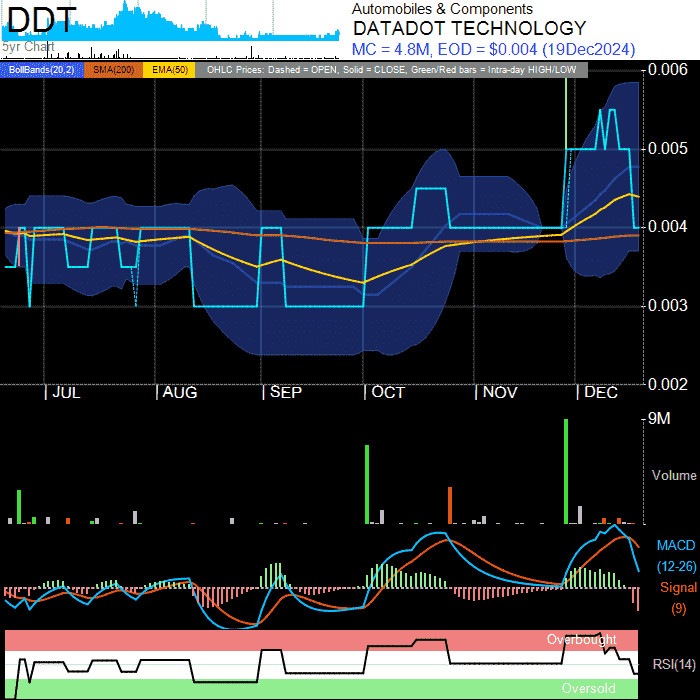 DDT
5yr Chart
Automobiles & Components
DATADOT TECHNOLOGY
MC = 4.8M, EOD = $0.004 (19Dec2024)
BollBands(20,2) SMA(200) EMA(50) OHLC Prices: Dashed = OPEN, Solid = CLOSE, Green/Red bars = Intra-day HIGH/LOW
0.006
0.005
0.004
0.003
0.002
| JUL | AUG | SEP | OCT | NOV | DEC
9M
Volume
MACD
(12-26)
Signal
(9)
Overbought
RSI(14)
Oversold